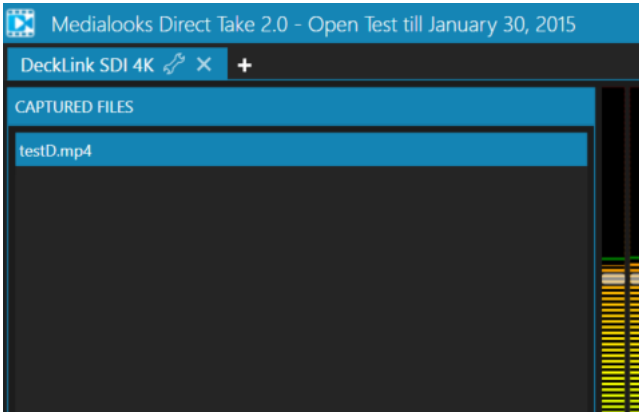 Medialooks Direct Take 2.0 - Open Test till January 30, 2015
DeckLink SDI 4K
CAPTURED FILES
testD.mp4